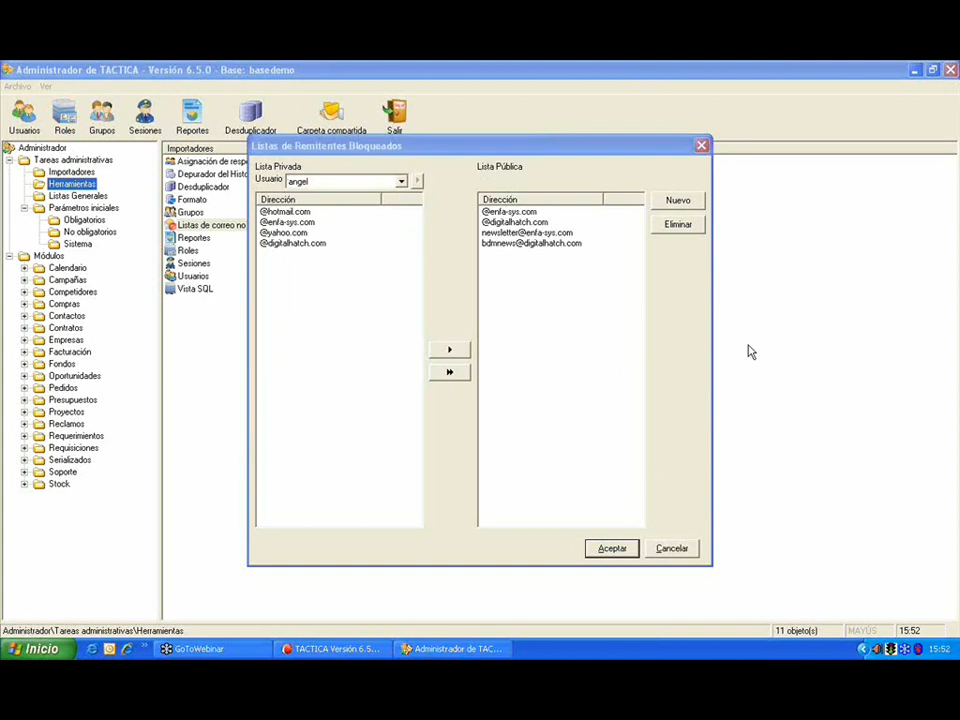 Administrador de TACTICA - Versión 6.5.0 - Base: basedemo
Archivo Ver
Usuarios Roles Grupos Sesiones Reportes Desduplicador Carpeta compartida Salir
Administrador
Tareas administrativas
Importadores
Herramientas
Listas Generales
Parámetros iniciales
Obligatorios
No obligatorios
Sistema
Módulos
Calendario
Campañas
Competidores
Compras
Contactos
Contratos
Empresas
Facturación
Fondos
Oportunidades
Pedidos
Presupuestos
Proyectos
Reclamos
Requerimientos
Requisiciones
Serializados
Soporte
Stock
Importadores
Asignación de resp
Depurador del Histo
Desduplicador
Formato
Grupos
Listas de correo no
Reportes
Roles
Sesiones
Usuarios
Vista SQL
Listas de Remitentes Bloqueados
Lista Privada
Usuario angel
Dirección
@hotmail.com
@enfa-sys.com
@yahoo.com
@digitalhatch.com
Lista Pública
Dirección
@enfa-sys.com
@digitalhatch.com
newsletter@enfa-sys.com
bdmnews@digitalhatch.com
Nuevo
Eliminar
Aceptar Cancelar
Administrador\Tareas administrativas\Herramientas 11 objeto(s) MAYÚS 15:52
Inicio GoToWebinar TACTICA Versión 6.5... Administrador de TAC... 15:52